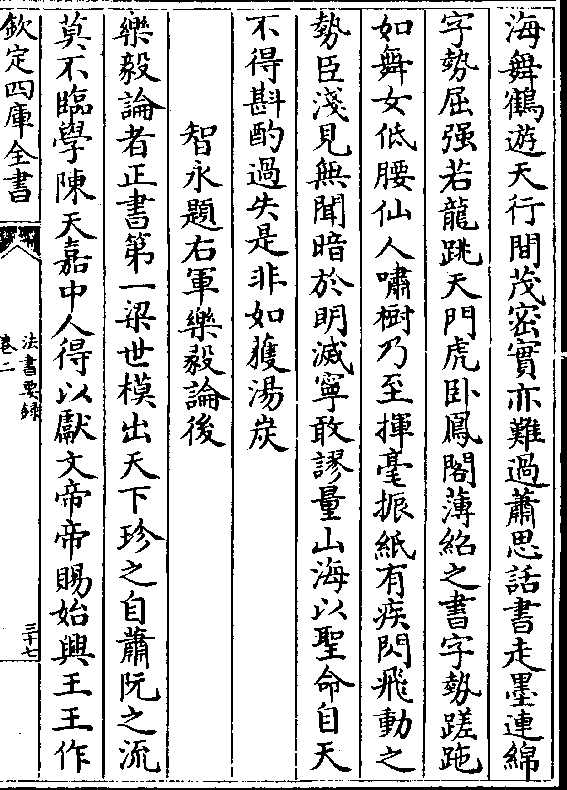 海舞鶴遊天行間茂密實亦難過蕭思話書走墨連綿
字勢屈强若龍跳天門虎卧鳳閣薄紹之書字勢蹉跎
如舞女低腰仙人嘯樹乃至揮毫振紙有疾閃飛動之
勢臣淺見無聞暗於明滅寧敢謬量山海以聖命自天
不得斟酌過失是非如獲湯炭
智永題右軍樂毅論後
樂毅論者正書第一梁世模出天下珍之自蕭阮之流
莫不臨學陳天嘉中人得以獻文帝帝賜始興王王作
欽定四庫全書
法書要錄
卷二
三十七